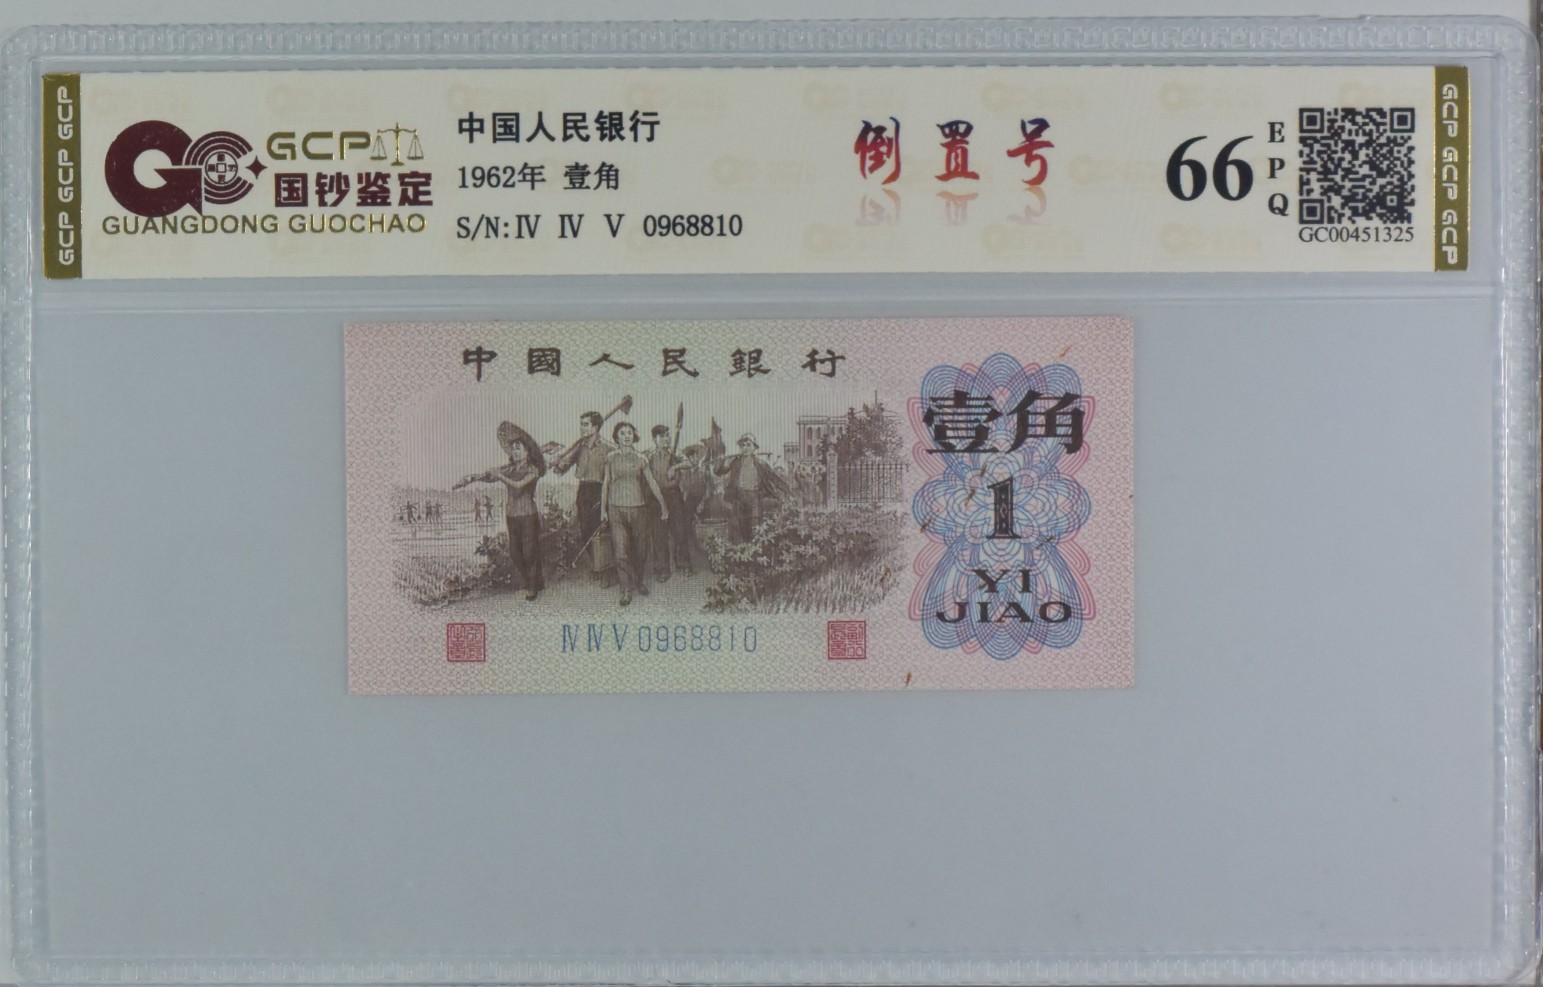 GCP GCP GCP
GCP
国钞鉴定
GUANGDONG GUOCHAO
中国人民银行
1962年 壹角
S/N:Ⅳ Ⅳ Ⅴ 0968810
倒置号
66
EPQ
GC00451325
GCP GCP GCP
中國人民銀行
壹角
1
YI
JIAO
ⅣⅣⅤ0968810